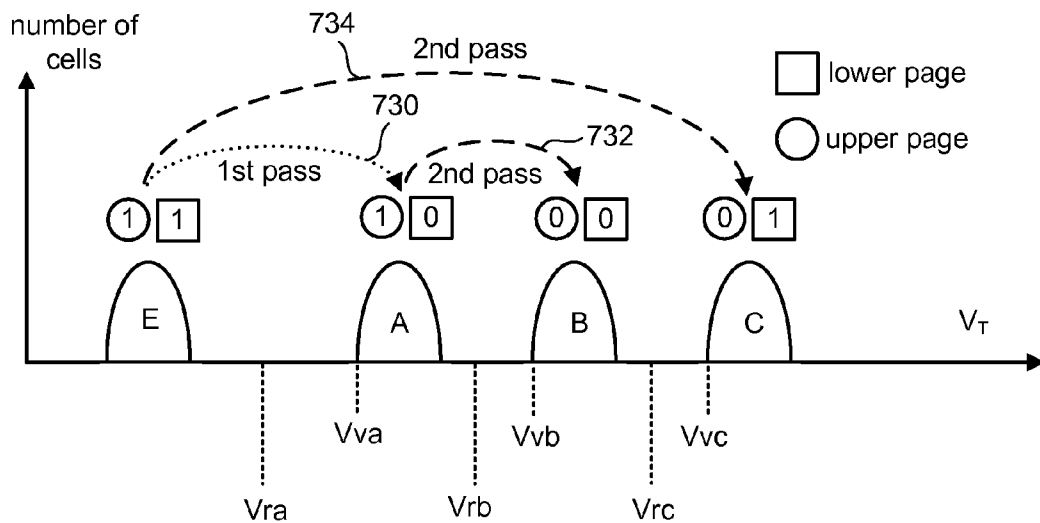 number of
cells
734
2nd pass
lower page
730
732
upper page
1st pass
2nd pass
1 1
1 0
0 0
0 1
E
A
B
C
VT
Vva
Vvb
Vvc
Vra
Vrb
Vrc